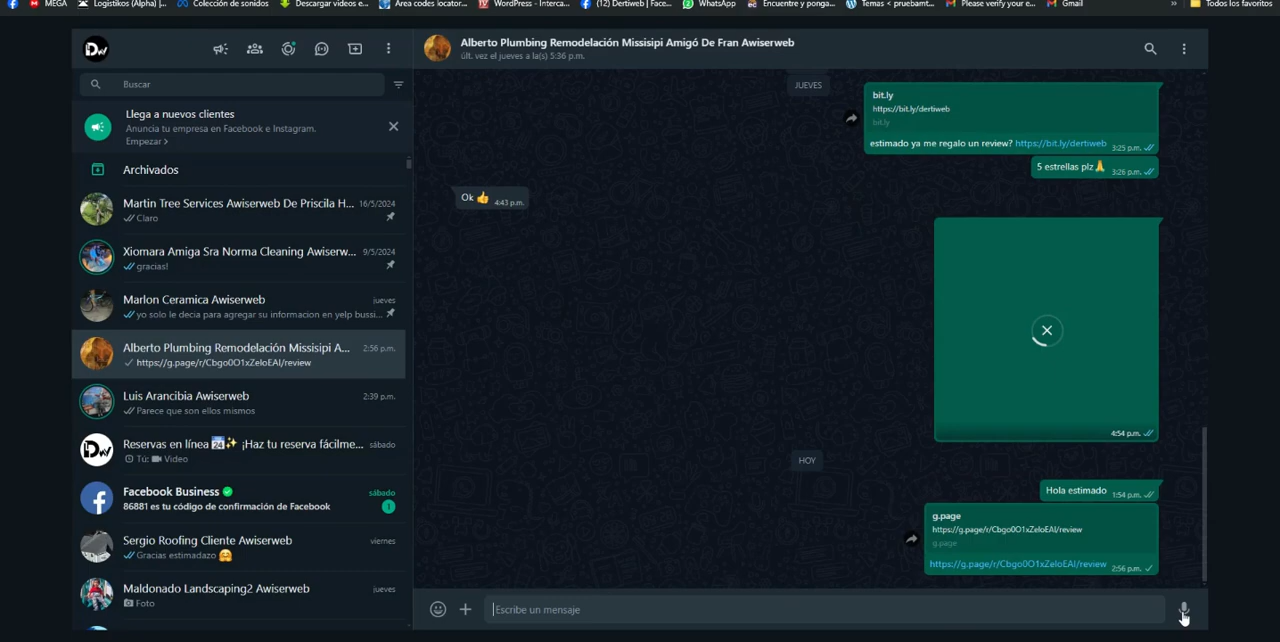 MEGA
Logistikos (Alpha) |...
Colección de sonidos
Descargar videos e...
Area codes locator...
WordPress - Interca...
(12) Dertiweb | Face...
WhatsApp
Encuentre y ponga...
Temas < pruebamt...
Please verify your e...
Gmail
»
Todos los favoritos
Dw
Buscar
Llega a nuevos clientes
Anuncia tu empresa en Facebook e Instagram.
Empezar >
Archivados
Martin Tree Services Awiserweb De Priscila H... 16/5/2024
Claro
Xiomara Amiga Sra Norma Cleaning Awiserw... 9/5/2024
gracias!
Marlon Ceramica Awiserweb jueves
yo solo le decia para agregar su informacion en yelp bussi...
Alberto Plumbing Remodelación Missisipi A... 2:56 p.m.
https://g.page/r/Cbgo0O1xZeIoEAI/review
Luis Arancibia Awiserweb 2:39 p.m.
Parece que son ellos mismos
Dw
Reservas en línea 📅✨ ¡Haz tu reserva fácilme... sábado
Tú: Video
Facebook Business sábado
86881 es tu código de confirmación de Facebook 1
Sergio Roofing Cliente Awiserweb viernes
Gracias estimadazo 🤗
Maldonado Landscaping2 Awiserweb jueves
Foto
Alberto Plumbing Remodelación Missisipi Amigó De Fran Awiserweb
últ. vez el jueves a la(s) 5:36 p.m.
JUEVES
bit.ly
https://bit.ly/dertiweb
bit.ly
estimado ya me regalo un review? https://bit.ly/dertiweb 3:25 p.m.
5 estrellas plz🙏 3:26 p.m.
Ok 👍 4:43 p.m.
4:54 p.m.
HOY
Hola estimado 1:54 p.m.
g.page
https://g.page/r/Cbgo0O1xZeIoEAI/review
g.page
https://g.page/r/Cbgo0O1xZeIoEAI/review 2:56 p.m.
Escribe un mensaje